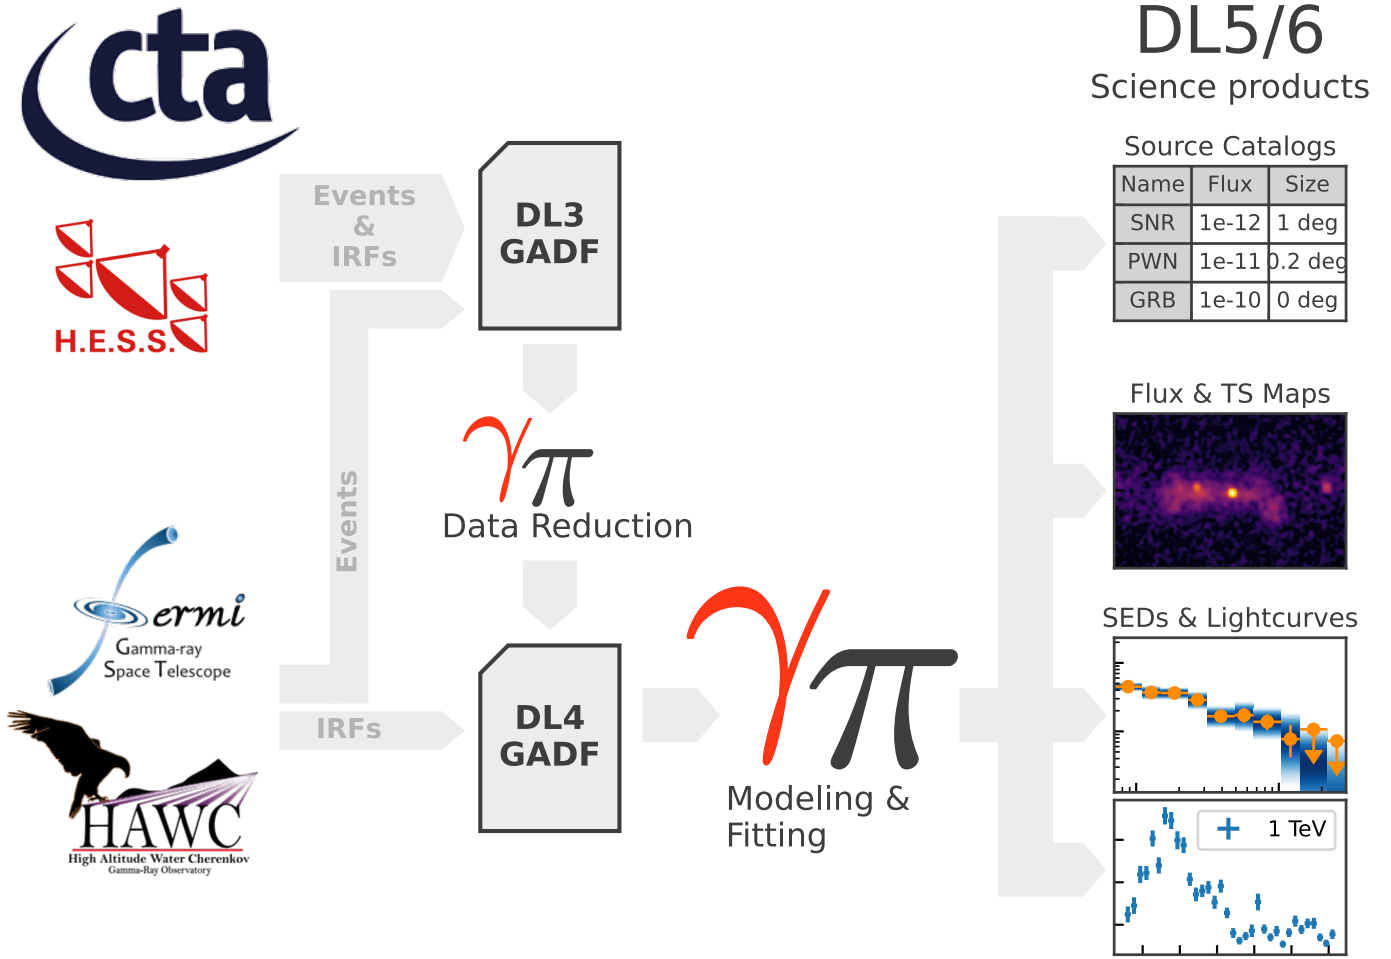 cta
H.E.S.S.
Fermi
Gamma-ray
Space Telescope
HAWC
High Altitude Water Cherenkov
Gamma-Ray Observatory
Events
&
IRFs
Events
IRFs
DL3
GADF
γπ
Data Reduction
DL4
GADF
γπ
Modeling &
Fitting
DL5/6
Science products
Source Catalogs
Name Flux Size
SNR 1e-12 1 deg
PWN 1e-11 0.2 deg
GRB 1e-10 0 deg
Flux & TS Maps
SEDs & Lightcurves
1 TeV